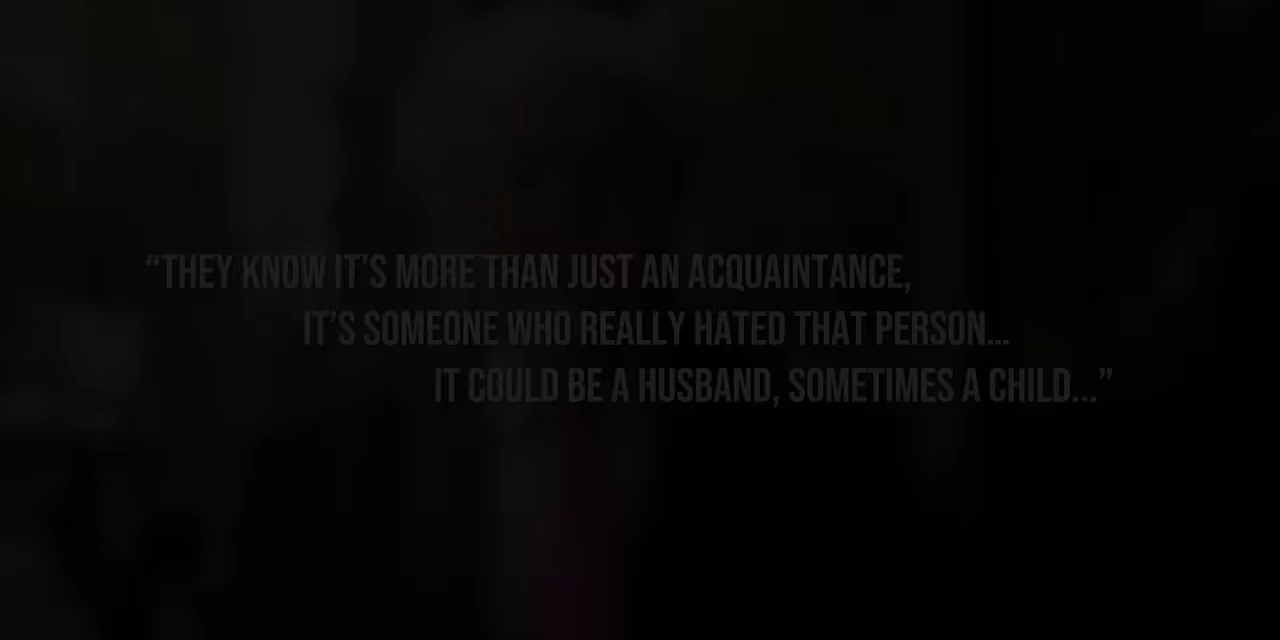 “THEY KNOW IT’S MORE THAN JUST AN ACQUAINTANCE,
IT’S SOMEONE WHO REALLY HATED THAT PERSON...
IT COULD BE A HUSBAND, SOMETIMES A CHILD...”